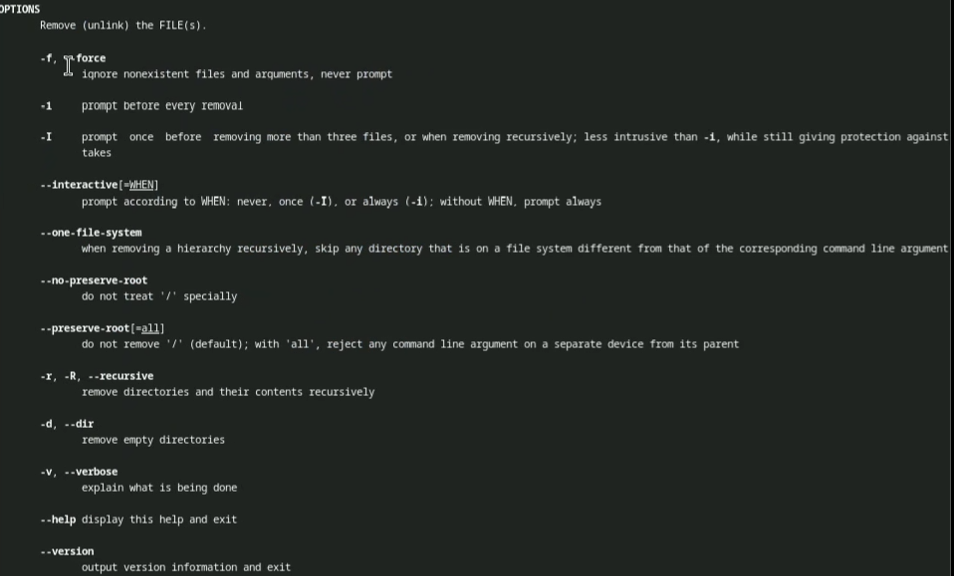 OPTIONS
Remove (unlink) the FILE(s).
-f, --force
ignore nonexistent files and arguments, never prompt
-i prompt before every removal
-I prompt once before removing more than three files, or when removing recursively; less intrusive than -i, while still giving protection against
takes
--interactive[=WHEN]
prompt according to WHEN: never, once (-I), or always (-i); without WHEN, prompt always
--one-file-system
when removing a hierarchy recursively, skip any directory that is on a file system different from that of the corresponding command line argument
--no-preserve-root
do not treat '/' specially
--preserve-root[=all]
do not remove '/' (default); with 'all', reject any command line argument on a separate device from its parent
-r, -R, --recursive
remove directories and their contents recursively
-d, --dir
remove empty directories
-v, --verbose
explain what is being done
--help display this help and exit
--version
output version information and exit